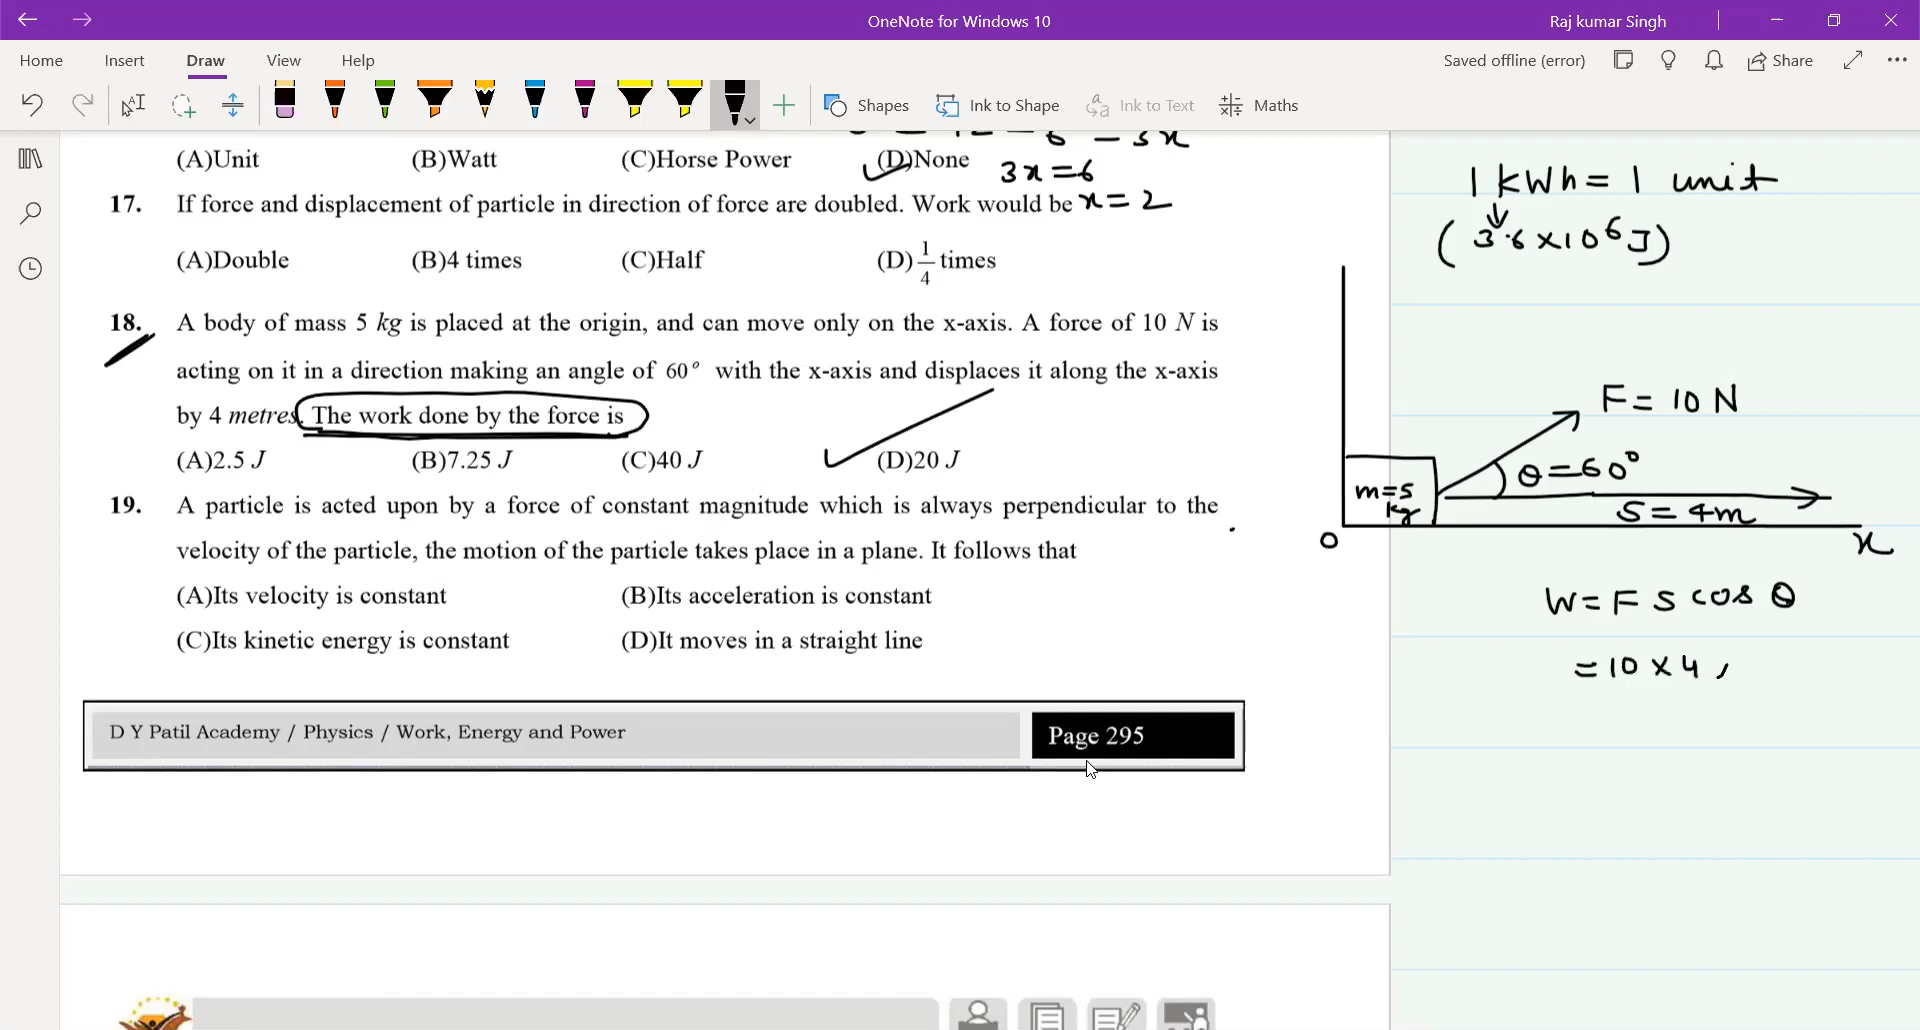 OneNote for Windows 10
Raj kumar Singh
Home Insert Draw View Help
Saved offline (error) Share
Shapes Ink to Shape Ink to Text Maths
(A)Unit (B)Watt (C)Horse Power (D)None
3x = 6
17. If force and displacement of particle in direction of force are doubled. Work would be
x = 2
(A)Double (B)4 times (C)Half (D) 1/4 times
18. A body of mass 5 kg is placed at the origin, and can move only on the x-axis. A force of 10 N is
acting on it in a direction making an angle of 60° with the x-axis and displaces it along the x-axis
by 4 metres. The work done by the force is
(A)2.5 J (B)7.25 J (C)40 J (D)20 J
19. A particle is acted upon by a force of constant magnitude which is always perpendicular to the
velocity of the particle, the motion of the particle takes place in a plane. It follows that
(A)Its velocity is constant (B)Its acceleration is constant
(C)Its kinetic energy is constant (D)It moves in a straight line
D Y Patil Academy / Physics / Work, Energy and Power
Page 295
1 kWh = 1 unit
(3.6 × 10⁶ J)
F = 10 N
θ = 60°
m=5
kg
S = 4m
O
x
W = F S cos θ
= 10 × 4